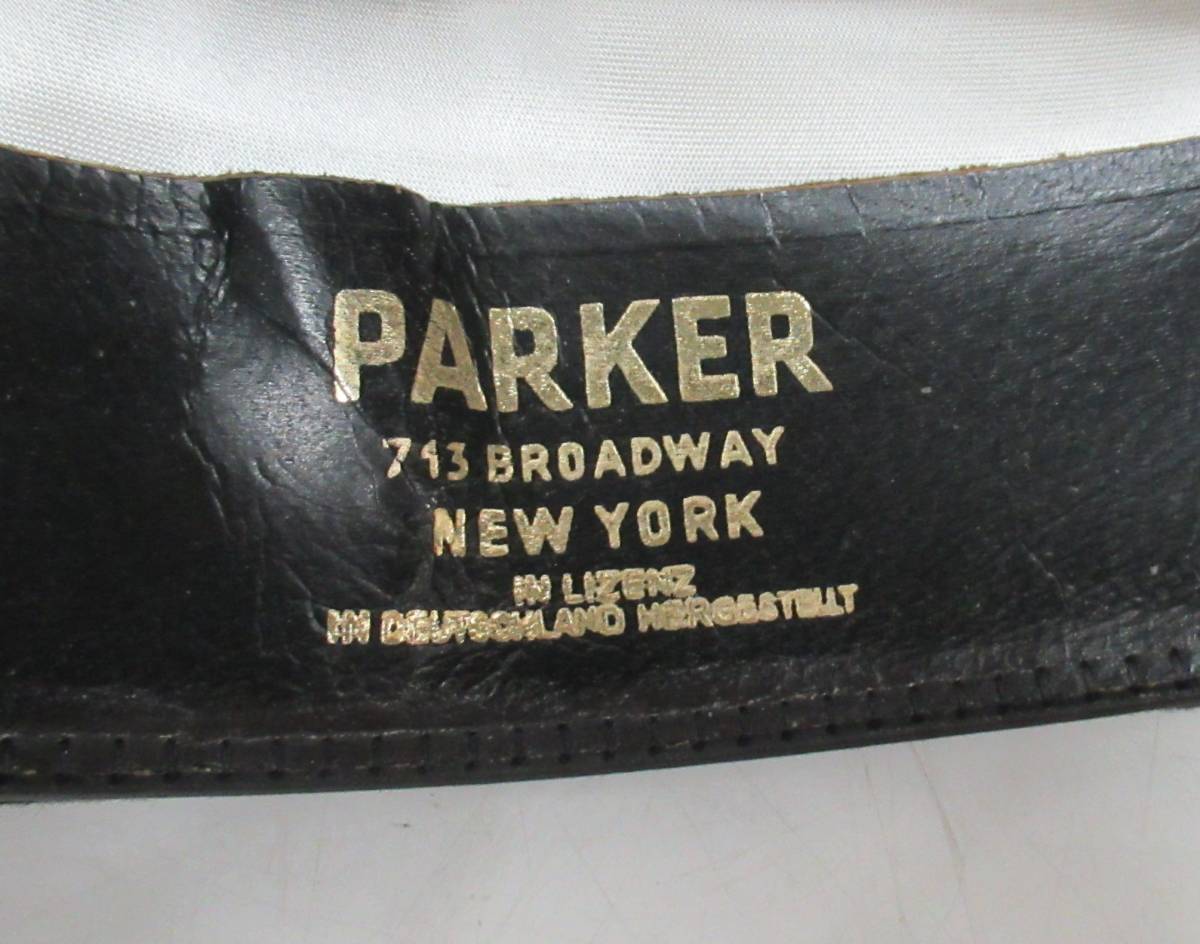 PARKER
713 BROADWAY
NEW YORK
IN LIZENZ
IN DEUTSCHLAND HERGESTELLT